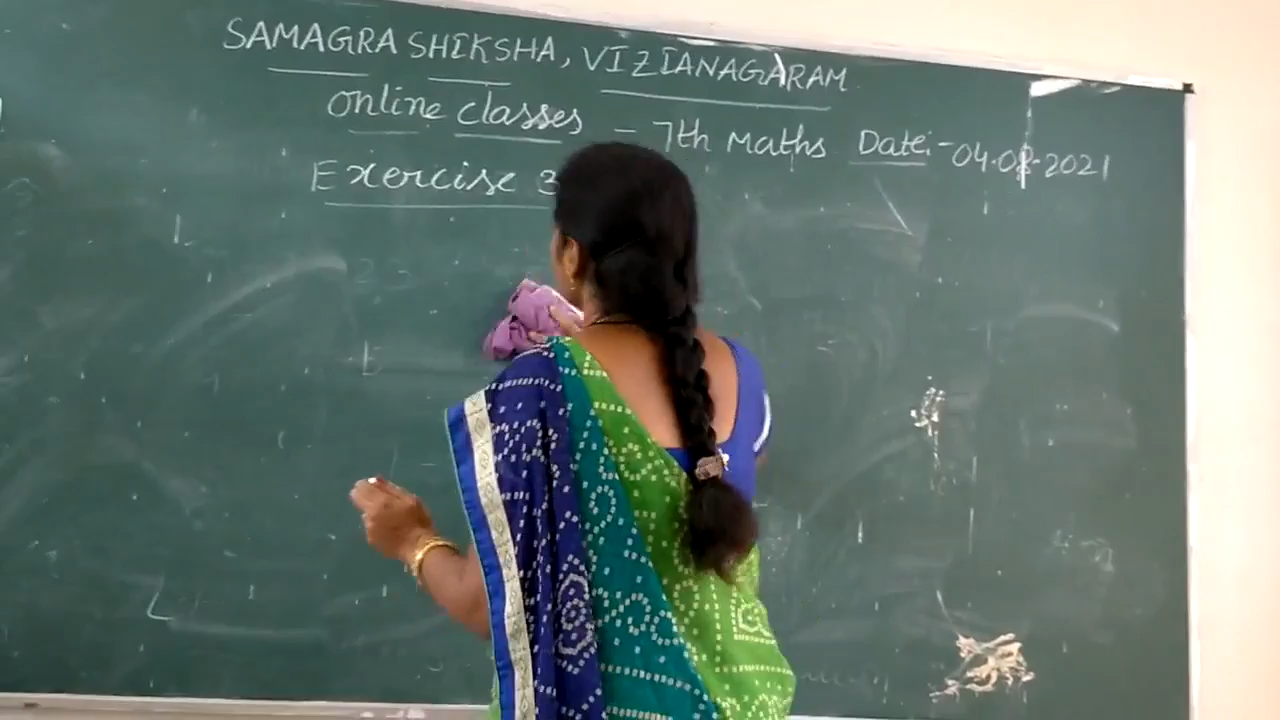 SAMAGRA SHIKSHA, VIZIANAGARAM
Online classes - 7th Maths Date:- 04.08.2021
Exercise 3